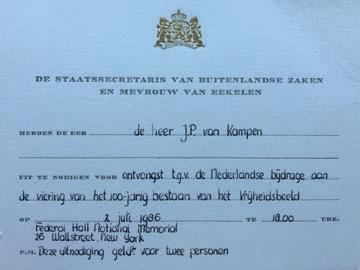 DE STAATSSECRETARIS VAN BUITENLANDSE ZAKEN
EN MEVROUW VAN EEKELEN
HEBBEN DE EER de heer J.P. van Kampen
UIT TE NODIGEN VOOR ontvangst t.g.v. de Nederlandse bijdrage aan
de viering van het 100-jarig bestaan van het Vrijheidsbeeld
OP 2 juli 1986 TE 18.00 URE.
Federal Hall National Memorial
26 Wallstreet, New York
P.M. Deze uitnodiging geldt voor twee personen